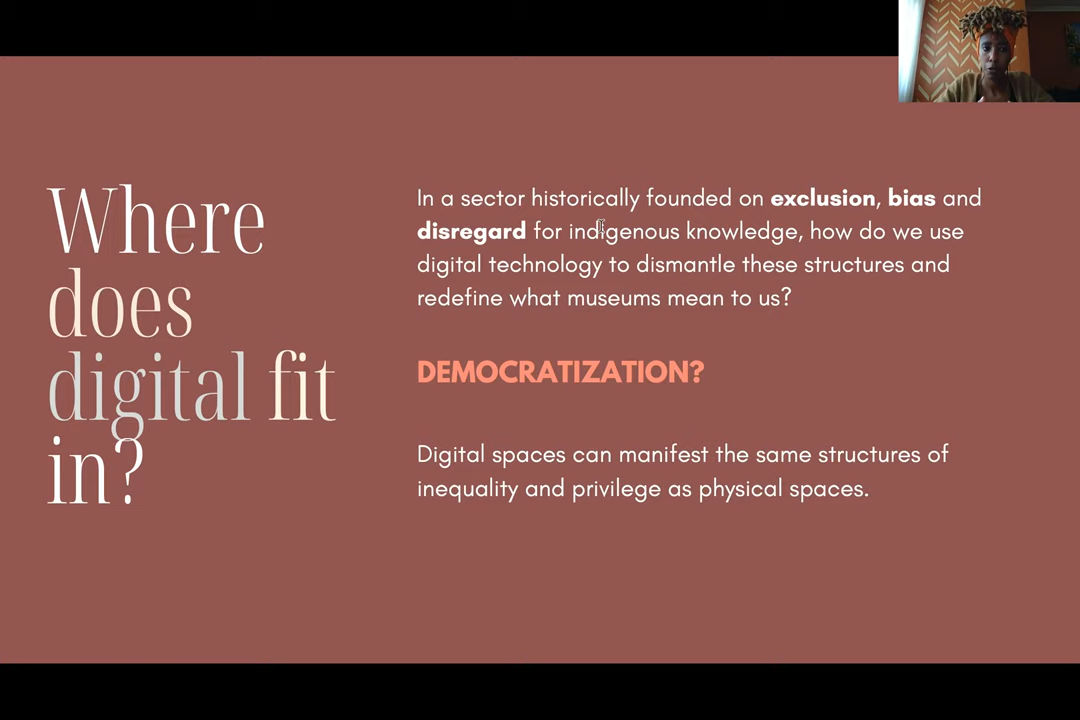 Where
does
digital fit
in?
In a sector historically founded on exclusion, bias and
disregard for indigenous knowledge, how do we use
digital technology to dismantle these structures and
redefine what museums mean to us?
DEMOCRATIZATION?
Digital spaces can manifest the same structures of
inequality and privilege as physical spaces.